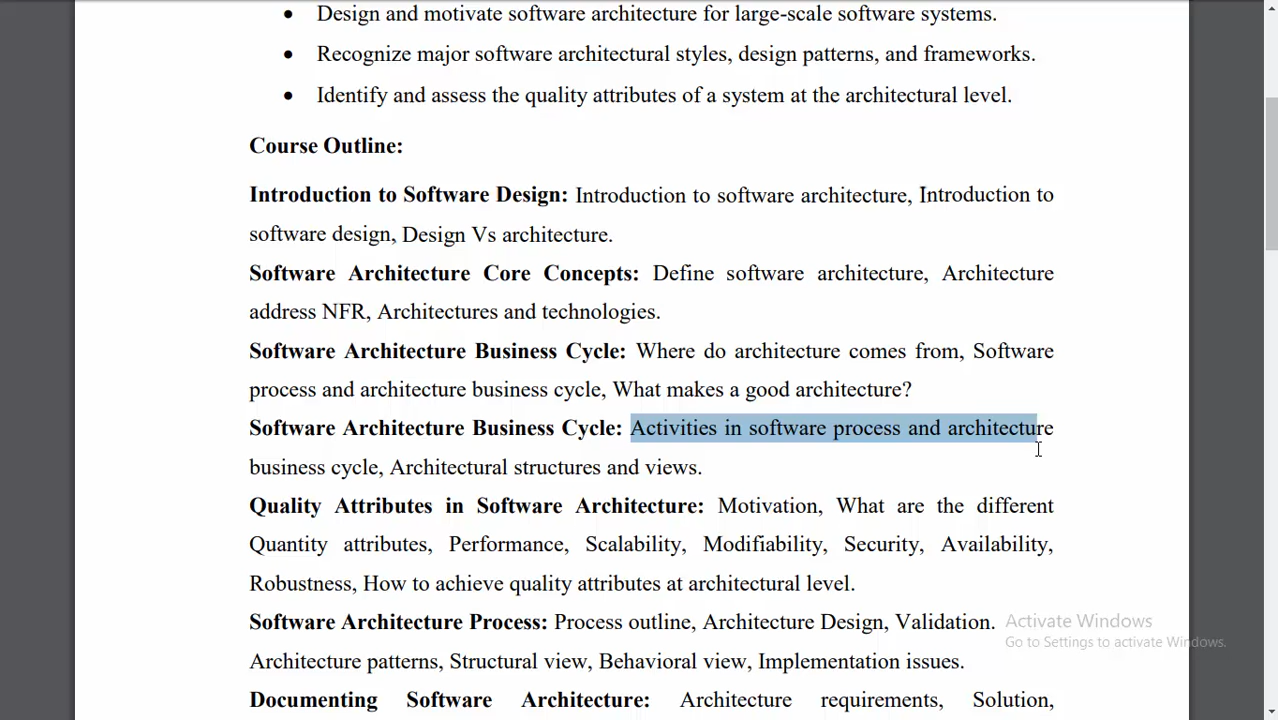 • Design and motivate software architecture for large-scale software systems.
• Recognize major software architectural styles, design patterns, and frameworks.
• Identify and assess the quality attributes of a system at the architectural level.
Course Outline:
Introduction to Software Design: Introduction to software architecture, Introduction to
software design, Design Vs architecture.
Software Architecture Core Concepts: Define software architecture, Architecture
address NFR, Architectures and technologies.
Software Architecture Business Cycle: Where do architecture comes from, Software
process and architecture business cycle, What makes a good architecture?
Software Architecture Business Cycle: Activities in software process and architecture
business cycle, Architectural structures and views.
Quality Attributes in Software Architecture: Motivation, What are the different
Quantity attributes, Performance, Scalability, Modifiability, Security, Availability,
Robustness, How to achieve quality attributes at architectural level.
Software Architecture Process: Process outline, Architecture Design, Validation.
Architecture patterns, Structural view, Behavioral view, Implementation issues.
Documenting Software Architecture: Architecture requirements, Solution,
Activate Windows
Go to Settings to activate Windows.